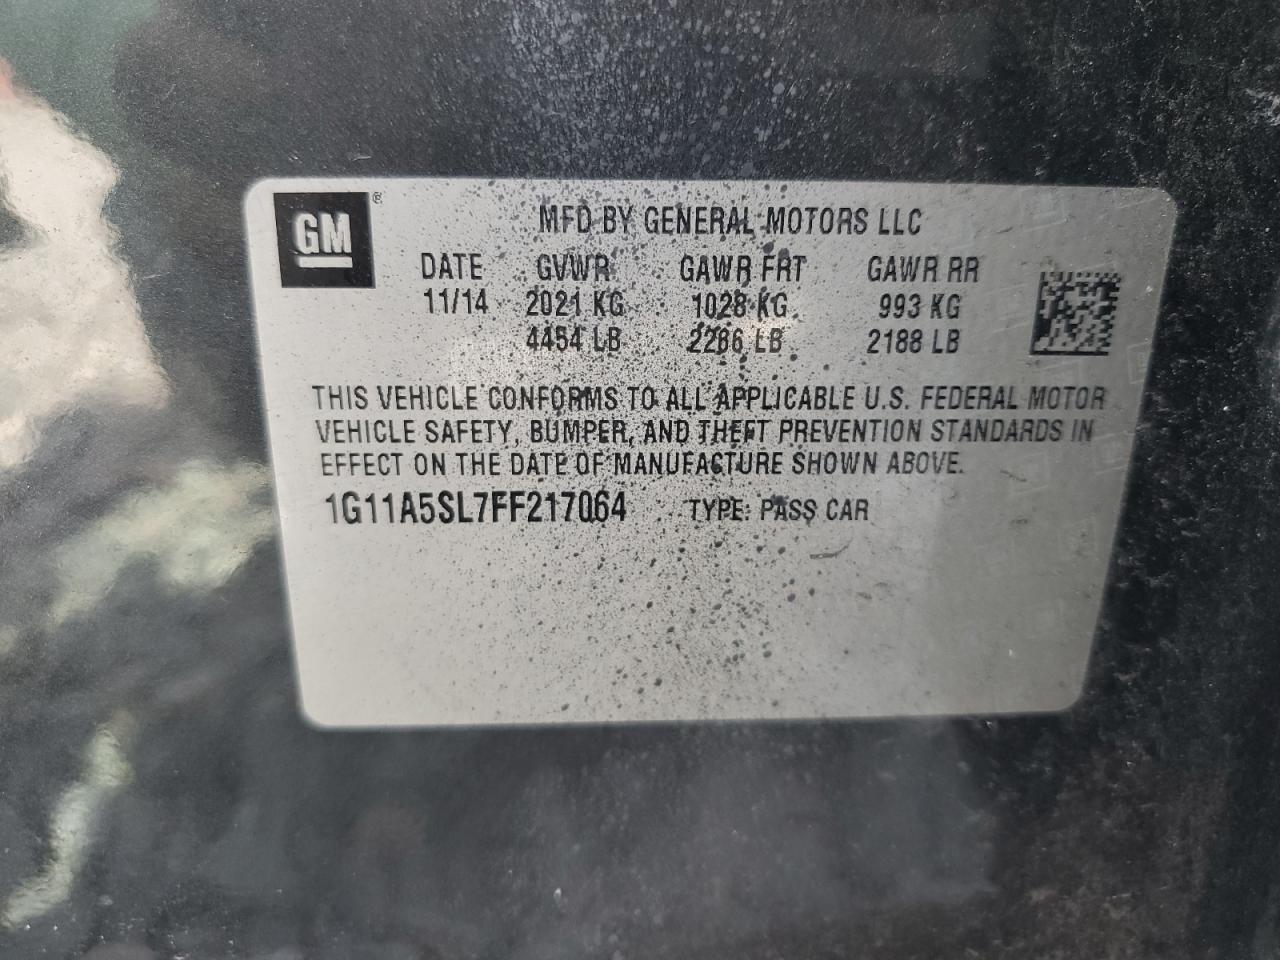 GM ®
MFD BY GENERAL MOTORS LLC
DATE GVWR GAWR FRT GAWR RR
11/14 2021 KG 1028 KG 993 KG
4454 LB 2266 LB 2188 LB
THIS VEHICLE CONFORMS TO ALL APPLICABLE U.S. FEDERAL MOTOR
VEHICLE SAFETY, BUMPER, AND THEFT PREVENTION STANDARDS IN
EFFECT ON THE DATE OF MANUFACTURE SHOWN ABOVE.
1G11A5SL7FF217064 TYPE: PASS CAR